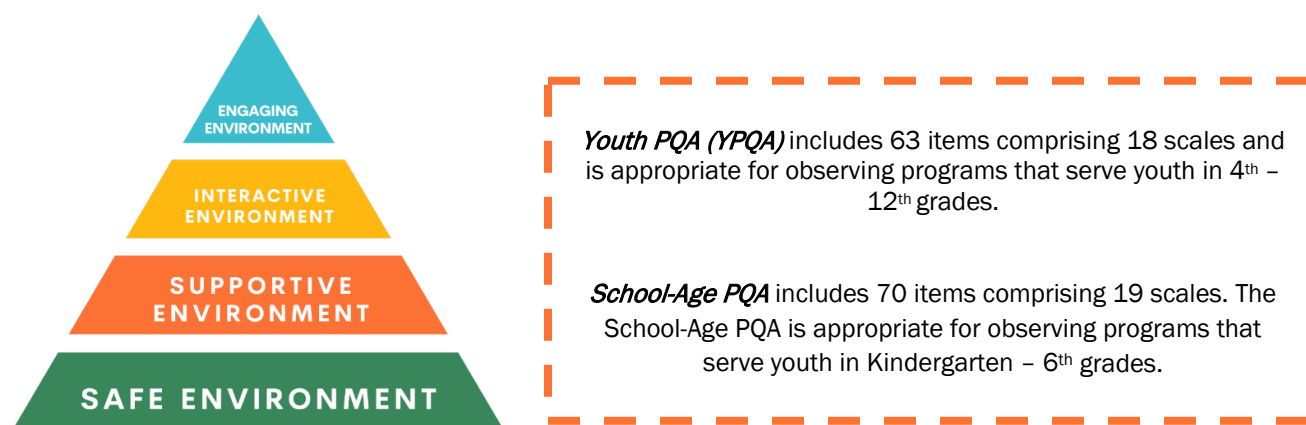 ENGAGING
ENVIRONMENT
INTERACTIVE
ENVIRONMENT
SUPPORTIVE
ENVIRONMENT
SAFE ENVIRONMENT
Youth PQA (YPQA) includes 63 items comprising 18 scales and
is appropriate for observing programs that serve youth in 4th –
12th grades.
School-Age PQA includes 70 items comprising 19 scales. The
School-Age PQA is appropriate for observing programs that
serve youth in Kindergarten – 6th grades.